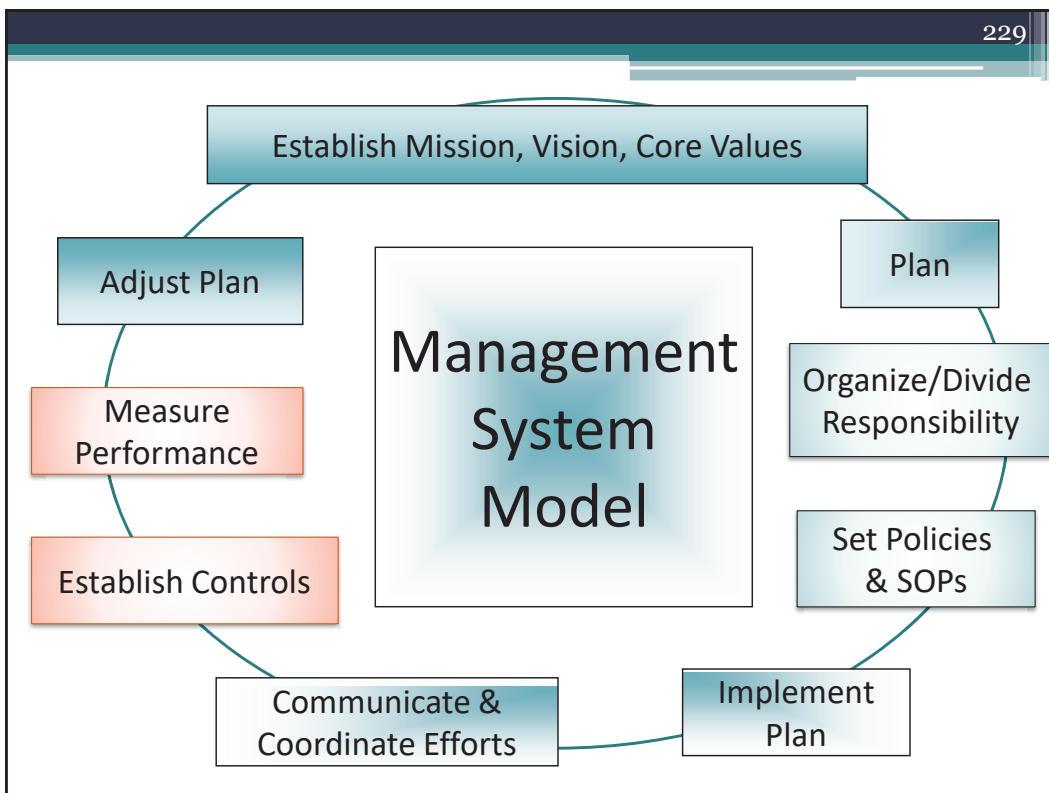 229
Establish Mission, Vision, Core Values
Plan
Organize/Divide
Responsibility
Set Policies
& SOPs
Implement
Plan
Communicate &
Coordinate Efforts
Establish Controls
Measure
Performance
Adjust Plan
Management
System
Model